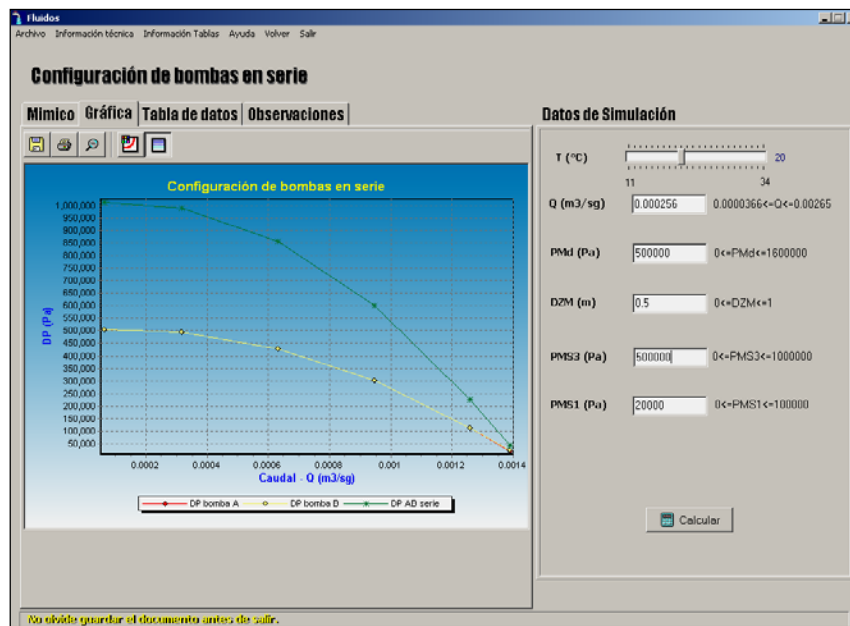 Fluidos
Archivo Información técnica Información Tablas Ayuda Volver Salir
Configuración de bombas en serie
Mimico Gráfica Tabla de datos Observaciones
Configuración de bombas en serie
DP (Pa)
1,000,000
950,000
900,000
850,000
800,000
750,000
700,000
650,000
600,000
550,000
500,000
450,000
400,000
350,000
300,000
250,000
200,000
150,000
100,000
50,000
0.0002 0.0004 0.0006 0.0008 0.001 0.0012 0.0014
Caudal - Q (m3/sg)
DP bomba A DP bomba B DP AB serie
Datos de Simulación
T (ºC) 20
11 34
Q (m3/sg) 0.000256 0.0000366<=Q<=0.00265
PMd (Pa) 500000 0<=PMd<=1600000
DZM (m) 0.5 0<=DZM<=1
PMS3 (Pa) 500000 0<=PMS3<=1000000
PMS1 (Pa) 20000 0<=PMS1<=100000
Calcular
No olvide guardar el documento antes de salir.